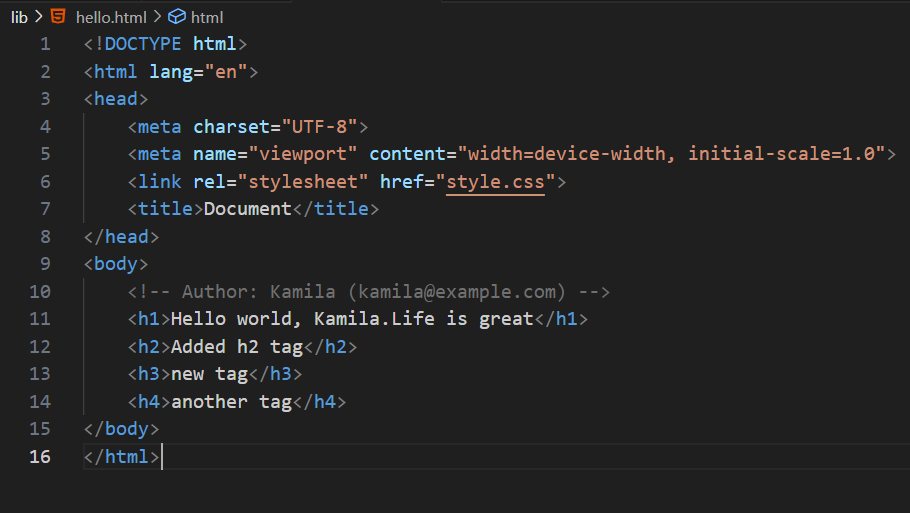 lib > hello.html > html
1 <!DOCTYPE html>
2 <html lang="en">
3 <head>
4     <meta charset="UTF-8">
5     <meta name="viewport" content="width=device-width, initial-scale=1.0">
6     <link rel="stylesheet" href="style.css">
7     <title>Document</title>
8 </head>
9 <body>
10     <!-- Author: Kamila (kamila@example.com) -->
11     <h1>Hello world, Kamila.Life is great</h1>
12     <h2>Added h2 tag</h2>
13     <h3>new tag</h3>
14     <h4>another tag</h4>
15 </body>
16 </html>